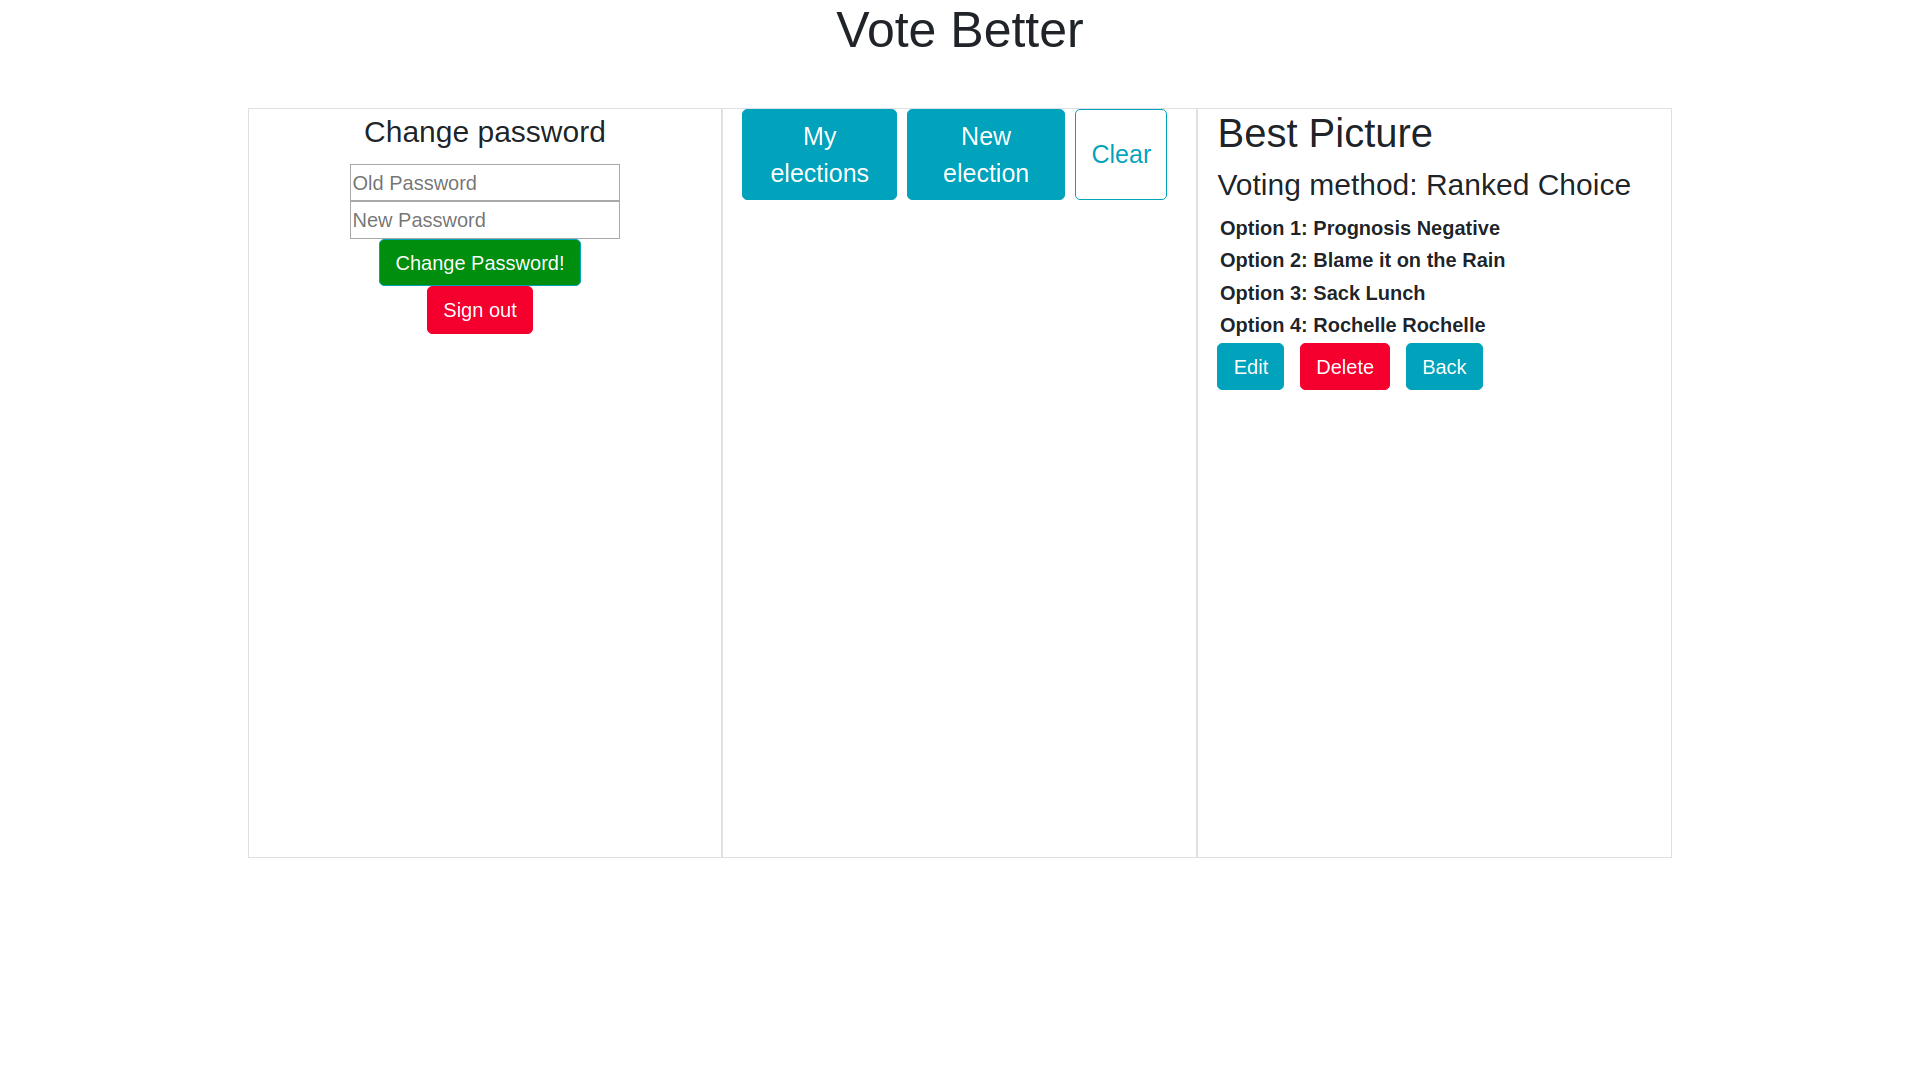 Vote Better
Change password
Old Password
New Password
Change Password!
Sign out
My
elections
New
election
Clear
Best Picture
Voting method: Ranked Choice
Option 1: Prognosis Negative
Option 2: Blame it on the Rain
Option 3: Sack Lunch
Option 4: Rochelle Rochelle
Edit
Delete
Back